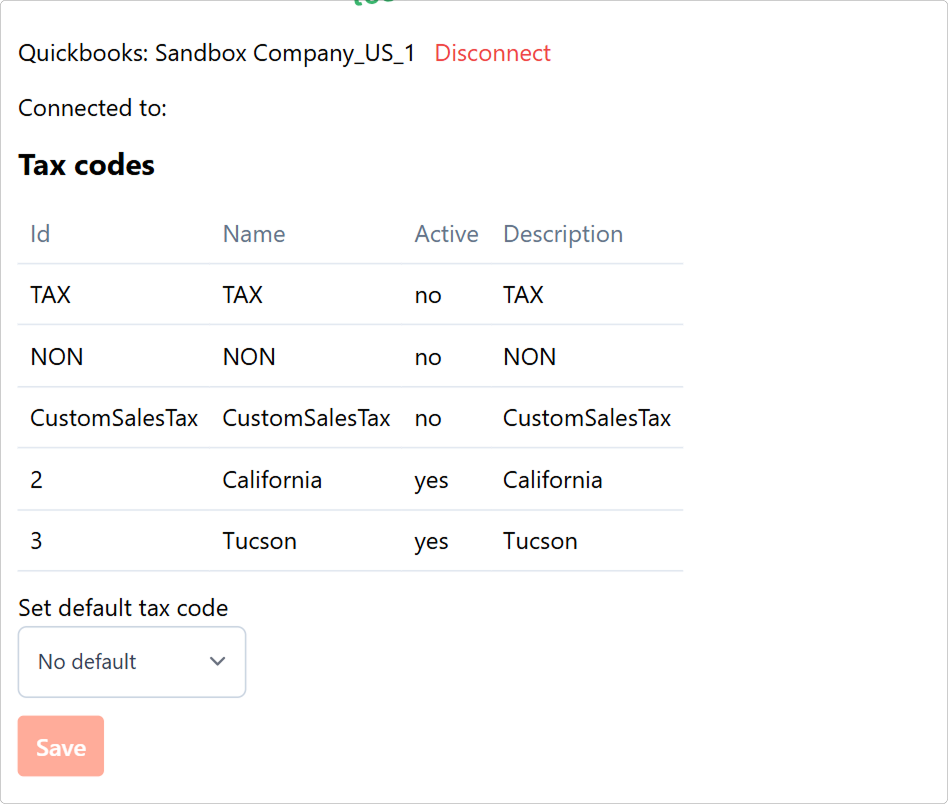 Quickbooks: Sandbox Company_US_1 Disconnect
Connected to:
Tax codes
Id Name Active Description
TAX TAX no TAX
NON NON no NON
CustomSalesTax CustomSalesTax no CustomSalesTax
2 California yes California
3 Tucson yes Tucson
Set default tax code
No default
Save